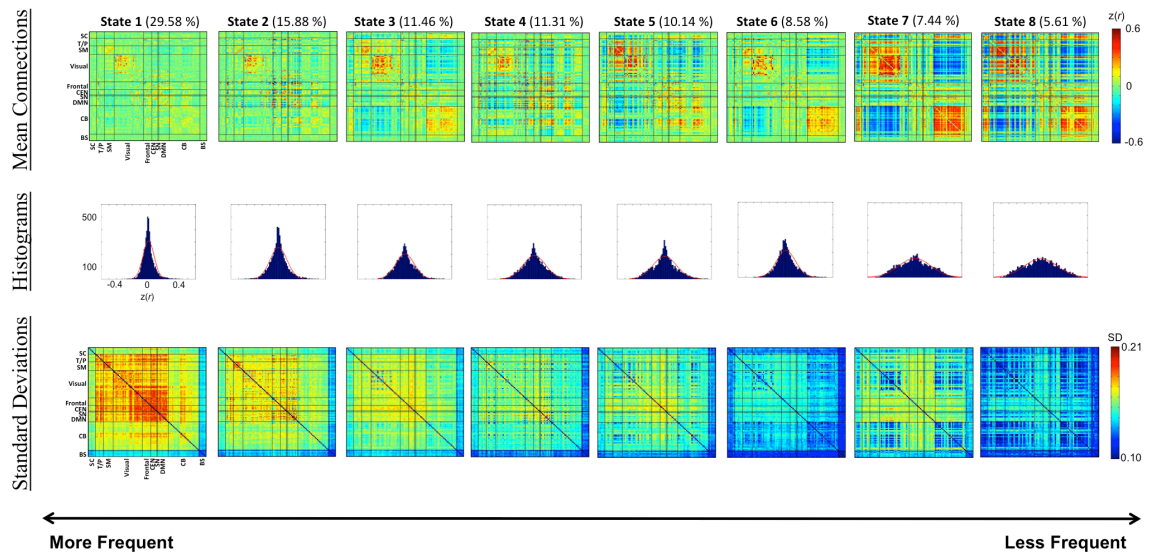 State 1 (29.58 %)
State 2 (15.88 %)
State 3 (11.46 %)
State 4 (11.31 %)
State 5 (10.14 %)
State 6 (8.58 %)
State 7 (7.44 %)
State 8 (5.61 %)
Mean Connections
SC
T/P
SM
Visual
Frontal
CEN
SN
DMN
CB
BS
SC
T/P
SM
Visual
Frontal
CEN
SN
DMN
CB
BS
z(r)
0.6
0
-0.6
Histograms
500
100
-0.4
0
0.4
z(r)
Standard Deviations
SC
T/P
SM
Visual
Frontal
CEN
SN
DMN
CB
BS
SC
T/P
SM
Visual
Frontal
CEN
SN
DMN
CB
BS
SD
0.21
0.10
More Frequent
Less Frequent